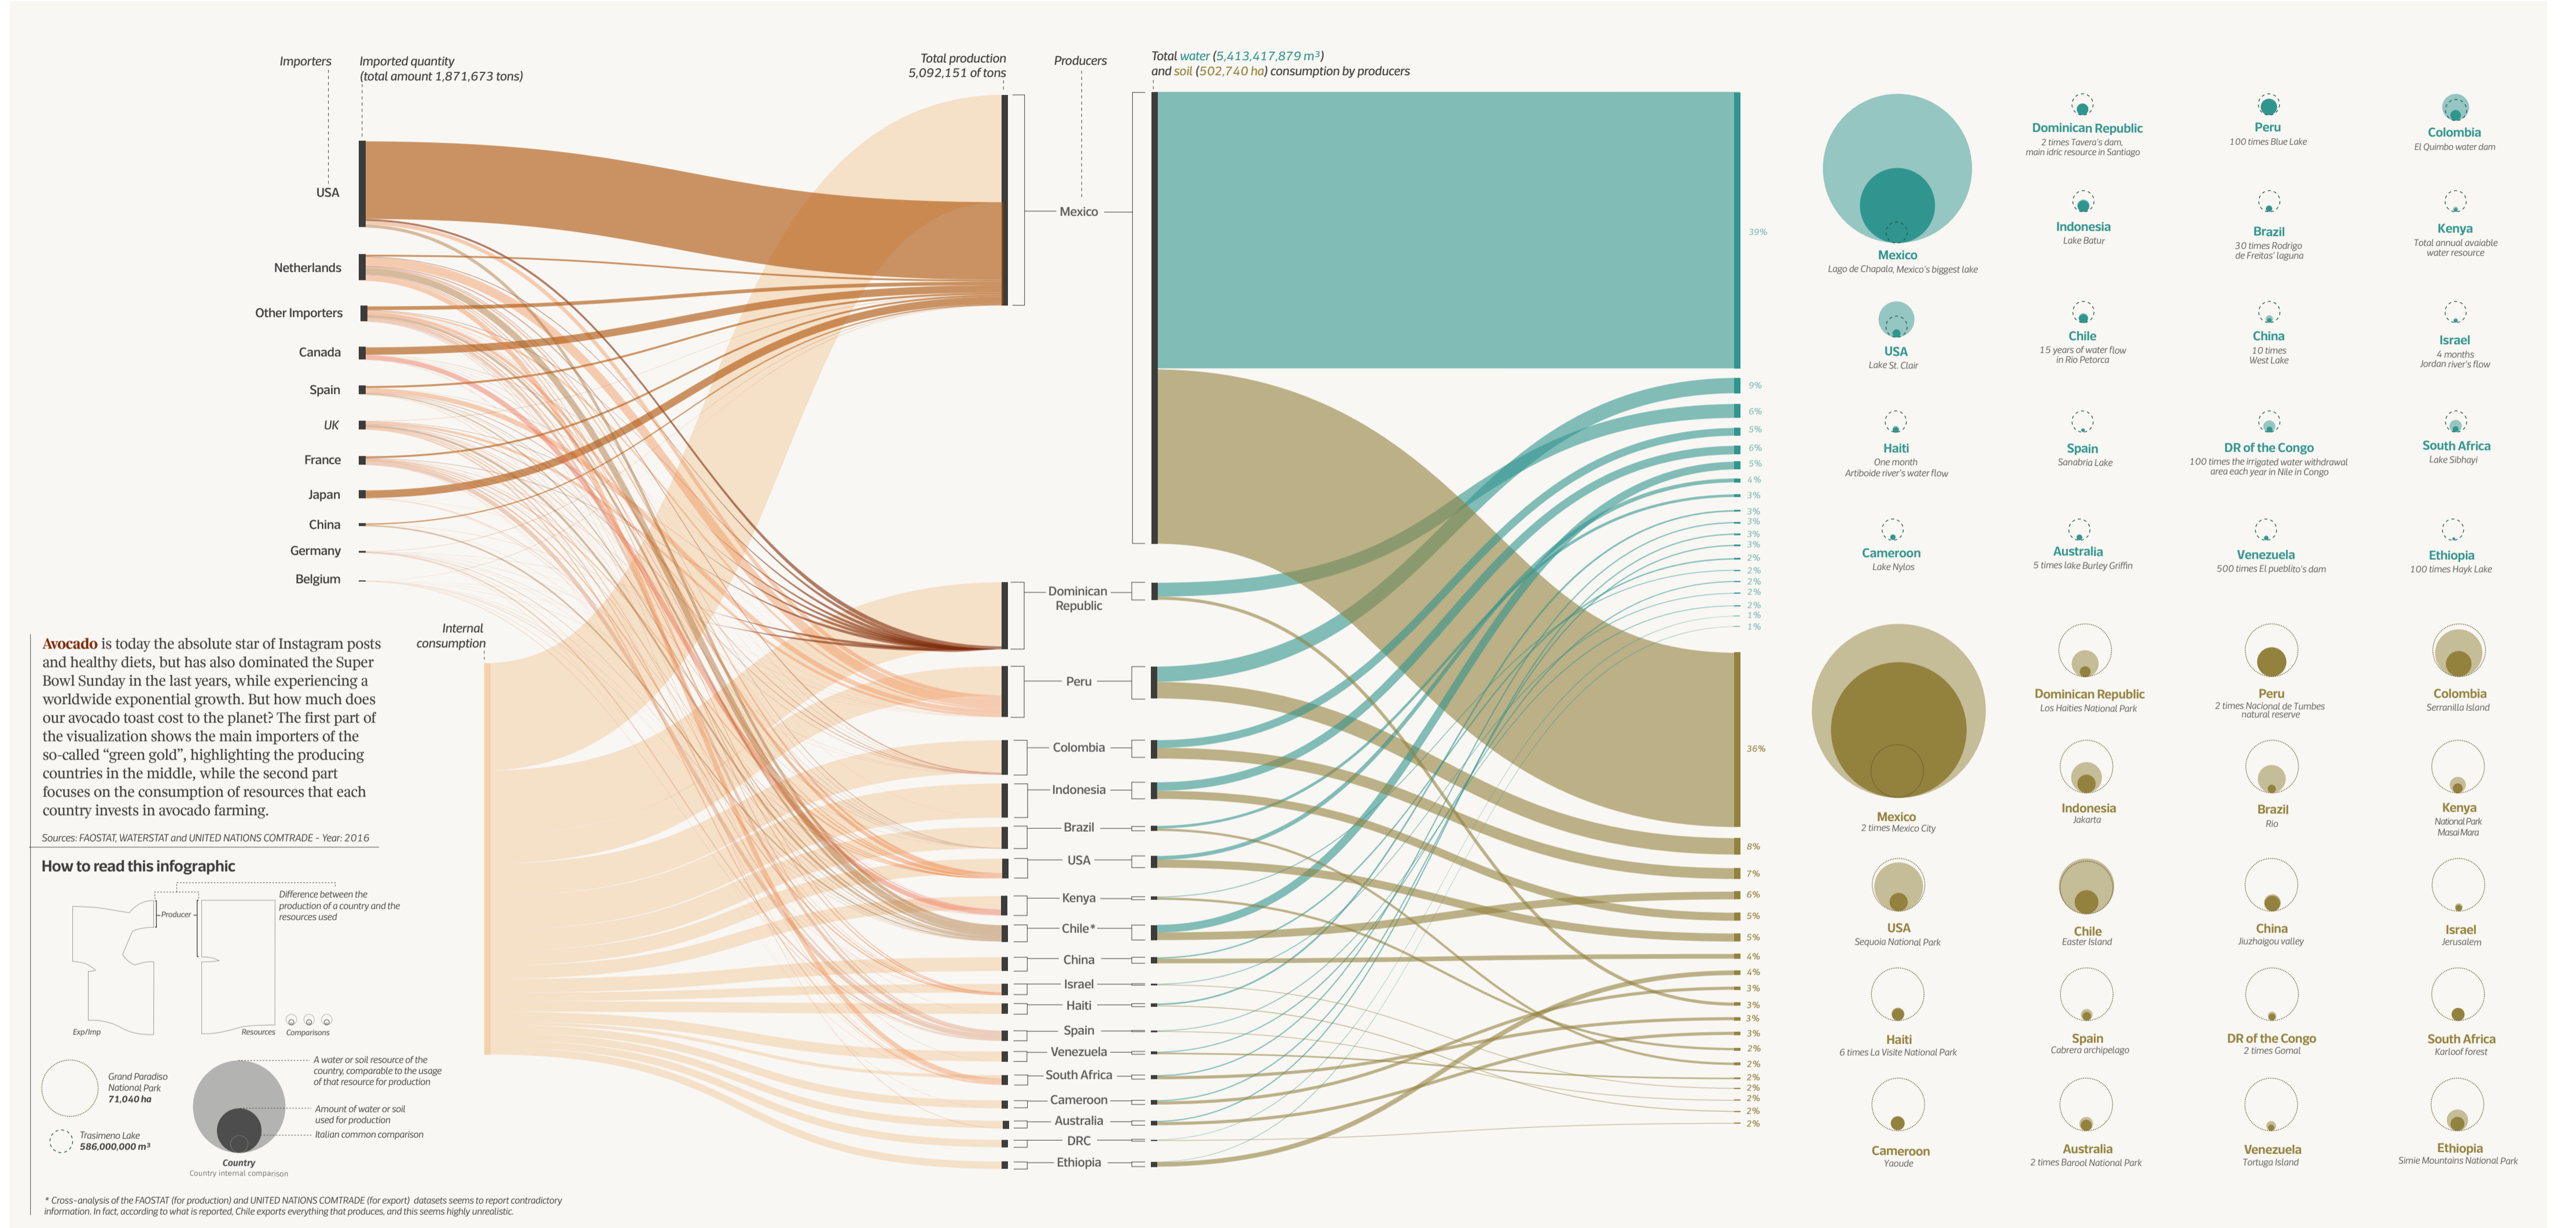 Importers
Imported quantity
(total amount 1,871,673 tons)
Total production
5,092,151 of tons
Producers
Total water (5,413,417,879 m³)
and soil (502,740 ha) consumption by producers
USA
Netherlands
Other Importers
Canada
Spain
UK
France
Japan
China
Germany
Belgium
Internal
consumption
Avocado is today the absolute star of Instagram posts
and healthy diets, but has also dominated the Super
Bowl Sunday in the last years, while experiencing a
worldwide exponential growth. But how much does
our avocado toast cost to the planet? The first part of
the visualization shows the main importers of the
so-called “green gold”, highlighting the producing
countries in the middle, while the second part
focuses on the consumption of resources that each
country invests in avocado farming.
Sources: FAOSTAT, WATERSTAT and UNITED NATIONS COMTRADE - Year: 2016
How to read this infographic
Difference between the
production of a country and the
resources used
Producer
Exp/Imp
Resources
Comparisons
Grand Paradiso
National Park
71,040 ha
Trasimeno Lake
586,000,000 m³
A water or soil resource of the
country, comparable to the usage
of that resource for production
Amount of water or soil
used for production
Italian common comparison
Country
Country internal comparison
* Cross-analysis of the FAOSTAT (for production) and UNITED NATIONS COMTRADE (for export) datasets seems to report contradictory
information. In fact, according to what is reported, Chile exports everything that produces, and this seems highly unrealistic.
Mexico
Dominican
Republic
Peru
Colombia
Indonesia
Brazil
USA
Kenya
Chile*
China
Israel
Haiti
Spain
Venezuela
South Africa
Cameroon
Australia
DRC
Ethiopia
39%
9%
6%
5%
6%
5%
4%
3%
3%
3%
3%
3%
2%
2%
2%
2%
2%
1%
1%
36%
8%
7%
6%
5%
5%
4%
4%
3%
3%
3%
3%
2%
2%
2%
2%
2%
2%
2%
Mexico
Lago de Chapala, Mexico's biggest lake
Dominican Republic
2 times Tavera's dam,
main idric resource in Santiago
Peru
100 times Blue Lake
Colombia
El Quimbo water dam
Indonesia
Lake Batur
Brazil
30 times Rodrigo
de Freitas' laguna
Kenya
Total annual avaiable
water resource
USA
Lake St. Clair
Chile
15 years of water flow
in Rio Petorca
China
10 times
West Lake
Israel
4 months
Jordan river's flow
Haiti
One month
Artiboide river's water flow
Spain
Sanabria Lake
DR of the Congo
100 times the irrigated water withdrawal
area each year in Nile in Congo
South Africa
Lake Sibhayi
Cameroon
Lake Nylos
Australia
5 times lake Burley Griffin
Venezuela
500 times El pueblito's dam
Ethiopia
100 times Hayk Lake
Mexico
2 times Mexico City
Dominican Republic
Los Haities National Park
Peru
2 times Nacional de Tumbes
natural reserve
Colombia
Serranilla Island
Indonesia
Jakarta
Brazil
Rio
Kenya
National Park
Masai Mara
USA
Sequoia National Park
Chile
Easter Island
China
Jiuzhaigou valley
Israel
Jerusalem
Haiti
6 times La Visite National Park
Spain
Cabrera archipelago
DR of the Congo
2 times Gomal
South Africa
Karloof forest
Cameroon
Yaoude
Australia
2 times Barool National Park
Venezuela
Tortuga Island
Ethiopia
Simie Mountains National Park